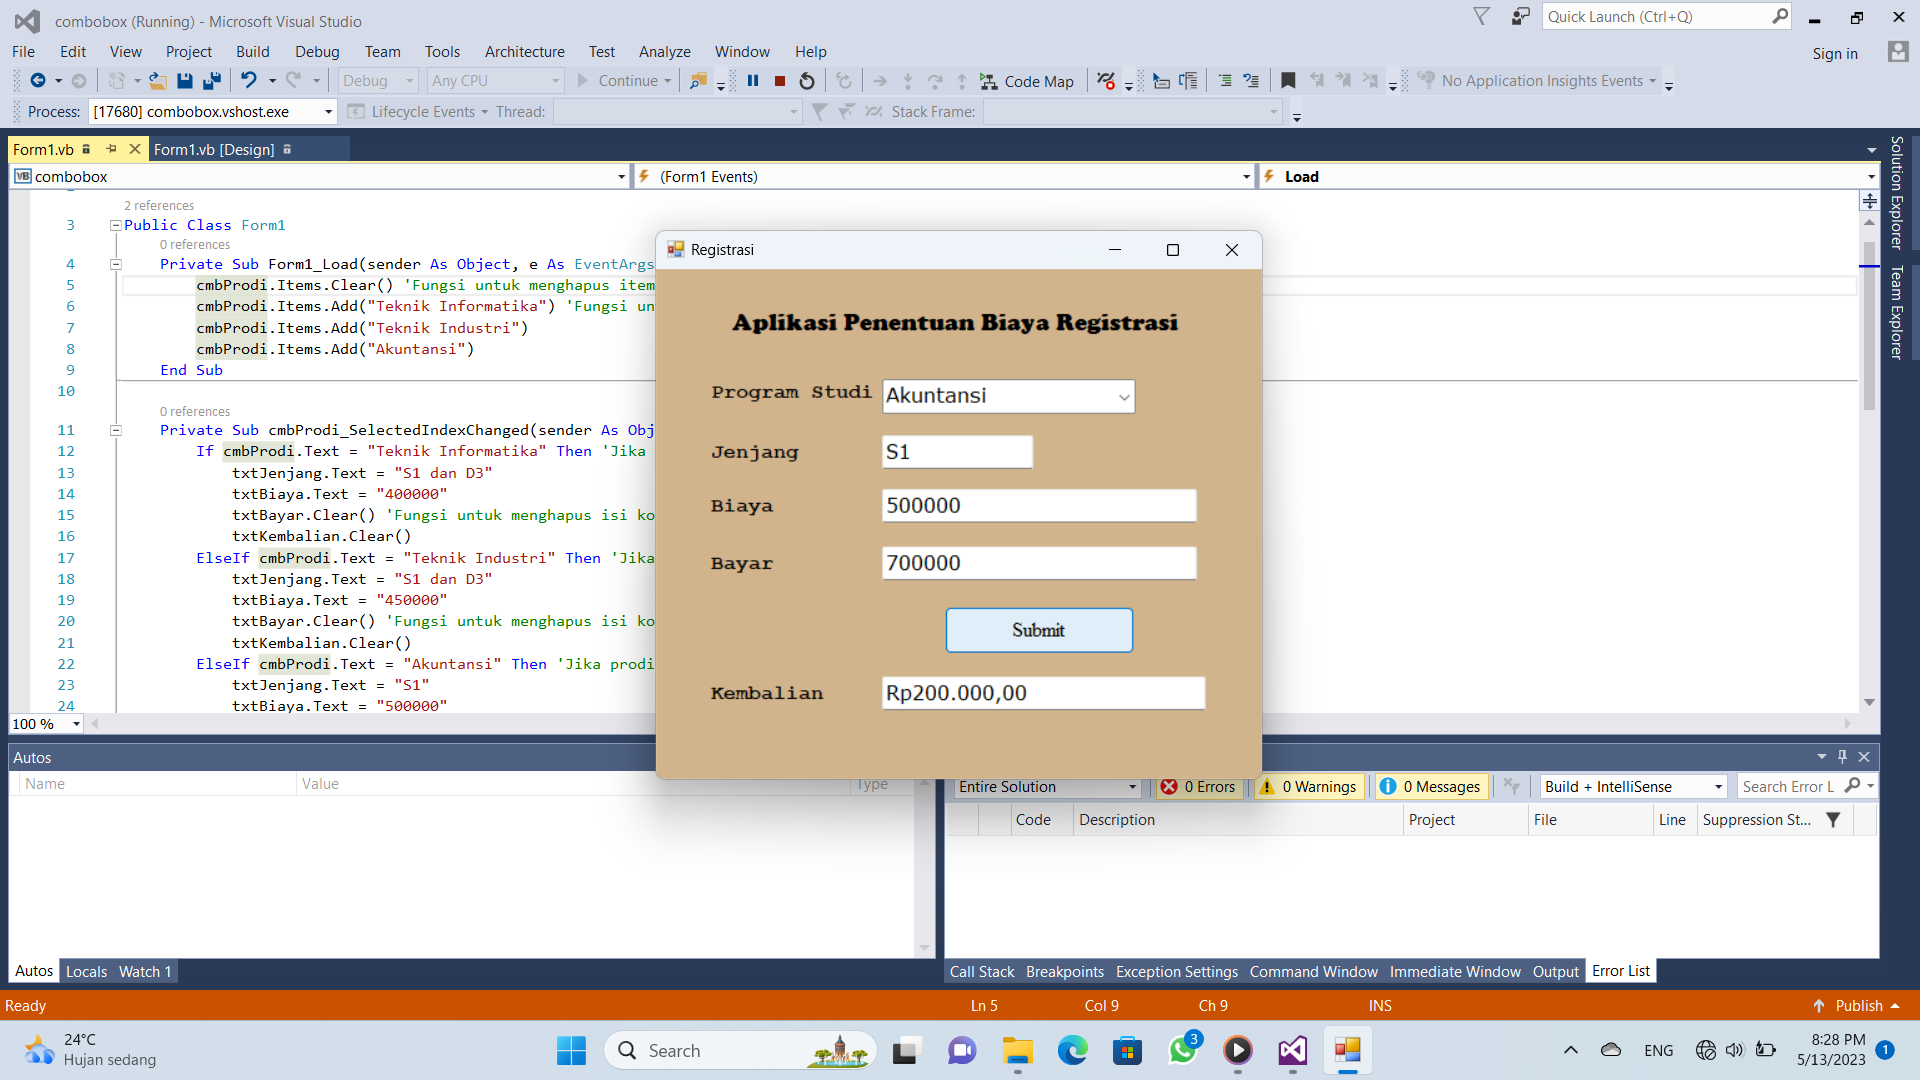 combobox (Running) - Microsoft Visual Studio
Quick Launch (Ctrl+Q)
File Edit View Project Build Debug Team Tools Architecture Test Analyze Window Help
Sign in
Debug Any CPU Continue Code Map No Application Insights Events
Process: [17680] combobox.vshost.exe Lifecycle Events Thread: Stack Frame:
Form1.vb Form1.vb [Design]
VB combobox (Form1 Events) Load
2 references
3 Public Class Form1
0 references
4 Private Sub Form1_Load(sender As Object, e As EventArgs
5 cmbProdi.Items.Clear() 'Fungsi untuk menghapus item
6 cmbProdi.Items.Add("Teknik Informatika") 'Fungsi un
7 cmbProdi.Items.Add("Teknik Industri")
8 cmbProdi.Items.Add("Akuntansi")
9 End Sub
10
0 references
11 Private Sub cmbProdi_SelectedIndexChanged(sender As Obj
12 If cmbProdi.Text = "Teknik Informatika" Then 'Jika
13 txtJenjang.Text = "S1 dan D3"
14 txtBiaya.Text = "400000"
15 txtBayar.Clear() 'Fungsi untuk menghapus isi ko
16 txtKembalian.Clear()
17 ElseIf cmbProdi.Text = "Teknik Industri" Then 'Jika
18 txtJenjang.Text = "S1 dan D3"
19 txtBiaya.Text = "450000"
20 txtBayar.Clear() 'Fungsi untuk menghapus isi ko
21 txtKembalian.Clear()
22 ElseIf cmbProdi.Text = "Akuntansi" Then 'Jika prodi
23 txtJenjang.Text = "S1"
24 txtBiaya.Text = "500000"
100 %
Registrasi
Aplikasi Penentuan Biaya Registrasi
Program Studi Akuntansi
Jenjang S1
Biaya 500000
Bayar 700000
Submit
Kembalian Rp200.000,00
Solution Explorer
Team Explorer
Autos
Name Value Type
Entire Solution 0 Errors 0 Warnings 0 Messages Build + IntelliSense Search Error L
Code Description Project File Line Suppression St...
Autos Locals Watch 1
Call Stack Breakpoints Exception Settings Command Window Immediate Window Output Error List
Ready Ln 5 Col 9 Ch 9 INS Publish
24°C
Hujan sedang
Search
3
ENG
8:28 PM
5/13/2023
1